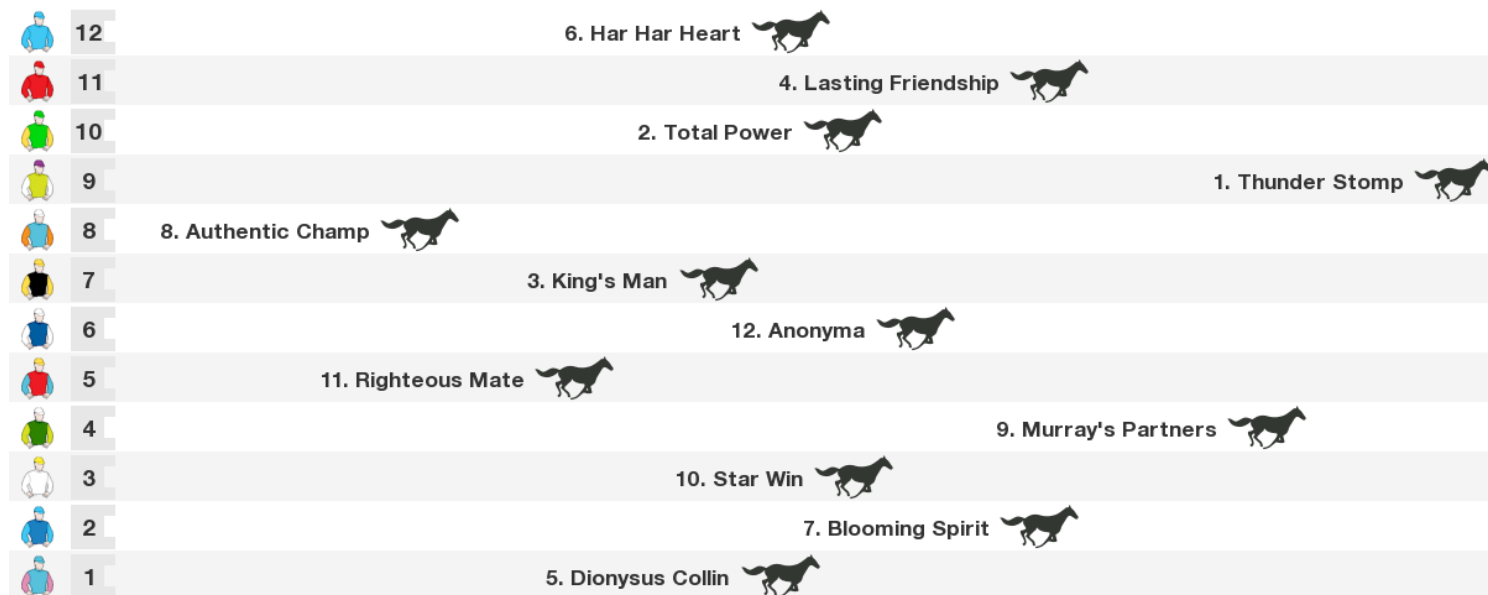 12 6. Har Har Heart
11 4. Lasting Friendship
10 2. Total Power
9 1. Thunder Stomp
8 8. Authentic Champ
7 3. King's Man
6 12. Anonyma
5 11. Righteous Mate
4 9. Murray's Partners
3 10. Star Win
2 7. Blooming Spirit
1 5. Dionysus Collin